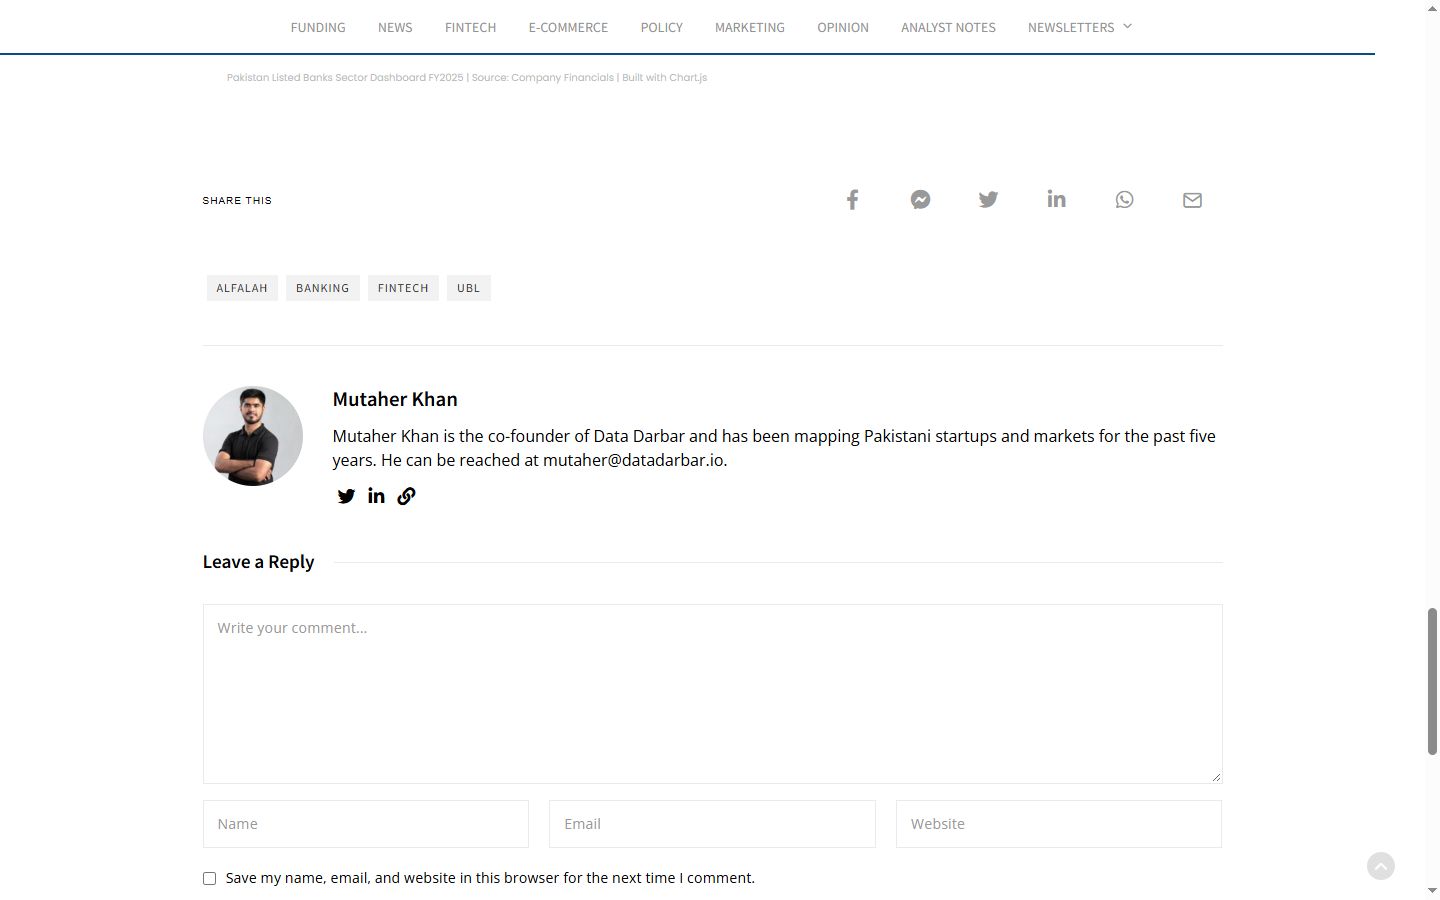 FUNDING NEWS FINTECH E-COMMERCE POLICY MARKETING OPINION ANALYST NOTES NEWSLETTERS
Pakistan Listed Banks Sector Dashboard FY2025 | Source: Company Financials | Built with Chart.js
SHARE THIS
ALFALAH BANKING FINTECH UBL
Mutaher Khan
Mutaher Khan is the co-founder of Data Darbar and has been mapping Pakistani startups and markets for the past five
years. He can be reached at mutaher@datadarbar.io.
Leave a Reply
Write your comment...
Name Email Website
Save my name, email, and website in this browser for the next time I comment.